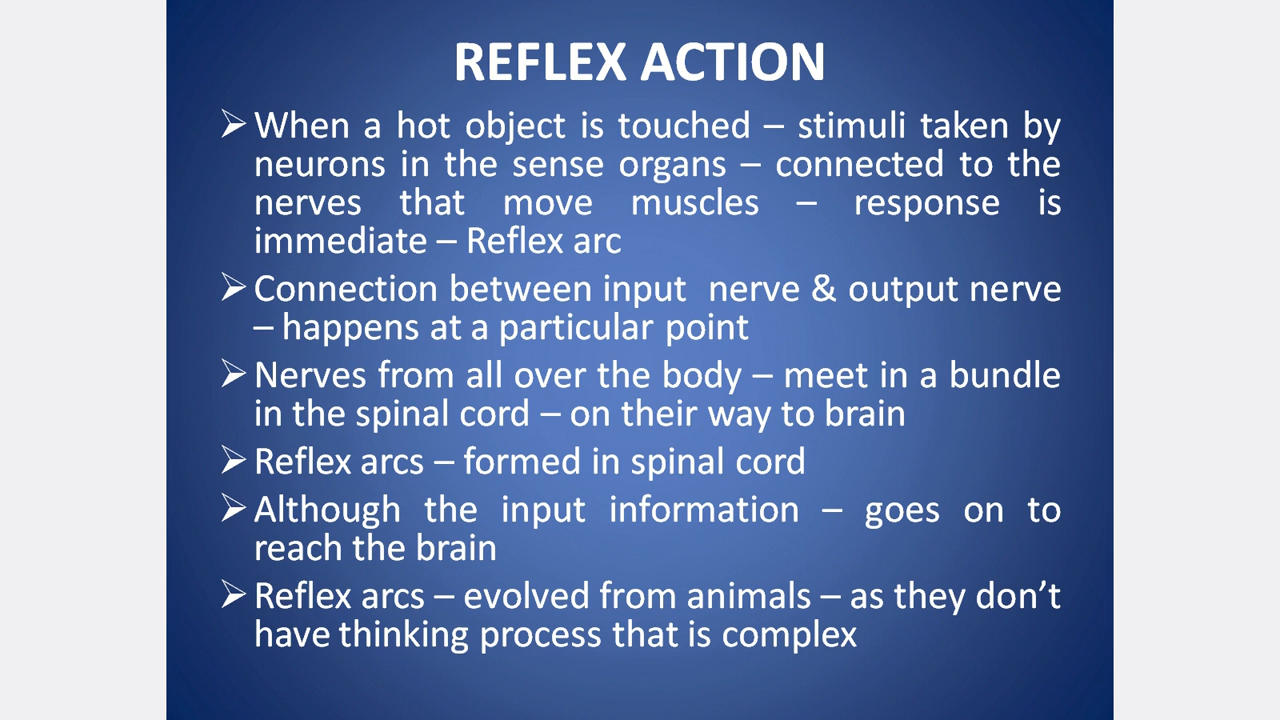 REFLEX ACTION
➢When a hot object is touched – stimuli taken by
neurons in the sense organs – connected to the
nerves that move muscles – response is
immediate – Reflex arc
➢Connection between input nerve & output nerve
– happens at a particular point
➢Nerves from all over the body – meet in a bundle
in the spinal cord – on their way to brain
➢Reflex arcs – formed in spinal cord
➢Although the input information – goes on to
reach the brain
➢Reflex arcs – evolved from animals – as they don’t
have thinking process that is complex